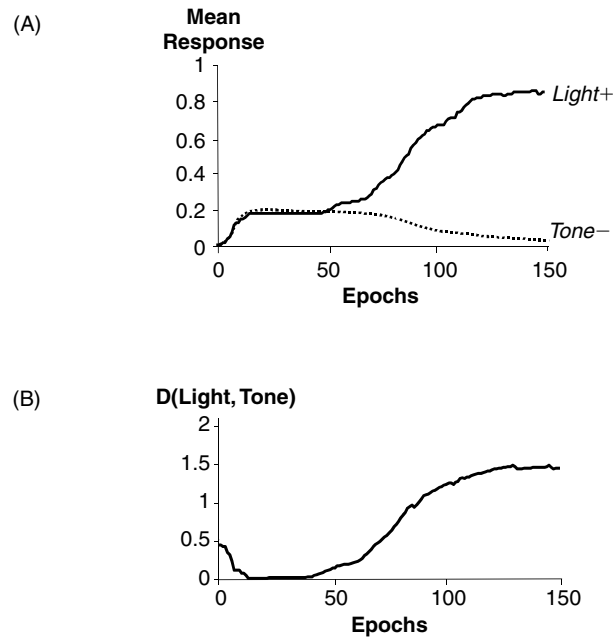 (A)
Mean
Response
1
0.8
0.6
0.4
0.2
0
Light+
Tone−
0 50 100 150
Epochs
(B)
D(Light, Tone)
2
1.5
1
0.5
0
0 50 100 150
Epochs